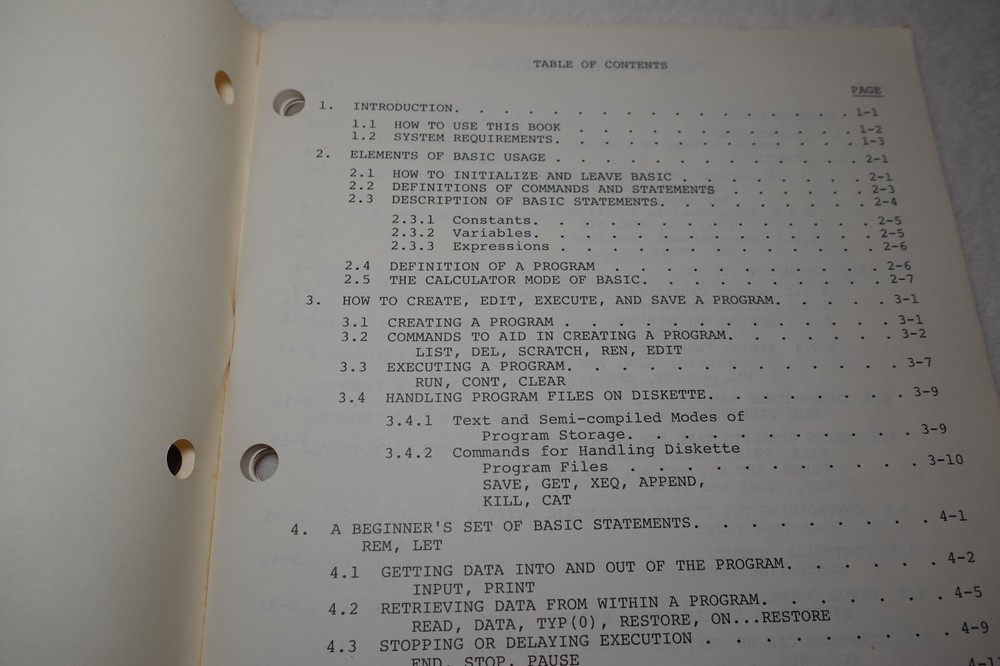 TABLE OF CONTENTS
PAGE
1. INTRODUCTION. . . . . . . . . . . . . . . . . 1-1
1.1 HOW TO USE THIS BOOK . . . . . . . . . . . . 1-2
1.2 SYSTEM REQUIREMENTS. . . . . . . . . . . . . 1-3
2. ELEMENTS OF BASIC USAGE . . . . . . . . . . . . 2-1
2.1 HOW TO INITIALIZE AND LEAVE BASIC . . . . . . . . 2-1
2.2 DEFINITIONS OF COMMANDS AND STATEMENTS . . . . . . 2-3
2.3 DESCRIPTION OF BASIC STATEMENTS. . . . . . . . . 2-4
2.3.1 Constants. . . . . . . . . . . . . 2-5
2.3.2 Variables. . . . . . . . . . . . . 2-5
2.3.3 Expressions . . . . . . . . . . . . 2-6
2.4 DEFINITION OF A PROGRAM . . . . . . . . . . . 2-6
2.5 THE CALCULATOR MODE OF BASIC. . . . . . . . . . 2-7
3. HOW TO CREATE, EDIT, EXECUTE, AND SAVE A PROGRAM. . . . . 3-1
3.1 CREATING A PROGRAM . . . . . . . . . . . . . 3-1
3.2 COMMANDS TO AID IN CREATING A PROGRAM. . . . . . . 3-2
LIST, DEL, SCRATCH, REN, EDIT
3.3 EXECUTING A PROGRAM. . . . . . . . . . . . . 3-7
RUN, CONT, CLEAR
3.4 HANDLING PROGRAM FILES ON DISKETTE. . . . . . . . 3-9
3.4.1 Text and Semi-compiled Modes of
Program Storage. . . . . . . . . . . 3-9
3.4.2 Commands for Handling Diskette
Program Files . . . . . . . . . . . 3-10
SAVE, GET, XEQ, APPEND,
KILL, CAT
4. A BEGINNER'S SET OF BASIC STATEMENTS. . . . . . . . . 4-1
REM, LET
4.1 GETTING DATA INTO AND OUT OF THE PROGRAM. . . . . . 4-2
INPUT, PRINT
4.2 RETRIEVING DATA FROM WITHIN A PROGRAM. . . . . . . 4-5
READ, DATA, TYP(0), RESTORE, ON...RESTORE
4.3 STOPPING OR DELAYING EXECUTION . . . . . . . . . 4-9
END, STOP, PAUSE